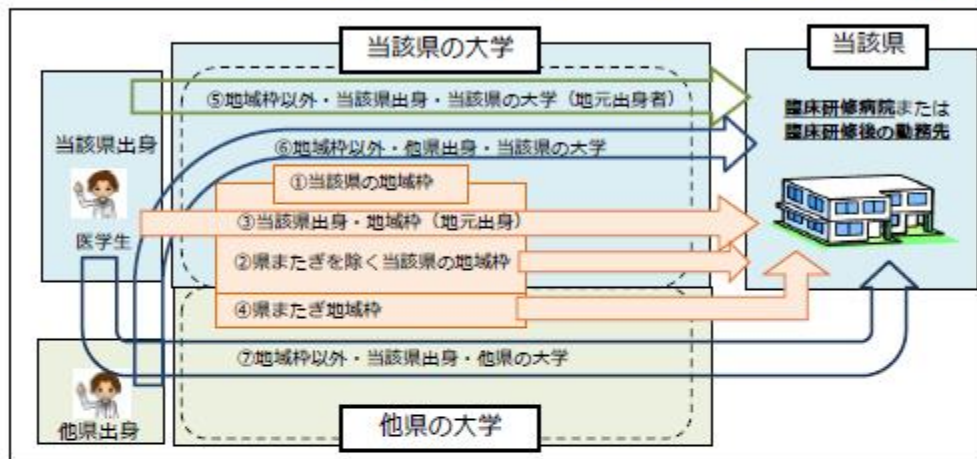 当該県の大学
当該県
⑤地域枠以外・当該県出身・当該県の大学（地元出身者）
臨床研修病院または
臨床研修後の勤務先
当該県出身
⑥地域枠以外・他県出身・当該県の大学
①当該県の地域枠
③当該県出身・地域枠（地元出身）
医学生
②県またぎを除く当該県の地域枠
④県またぎ地域枠
⑦地域枠以外・当該県出身・他県の大学
他県出身
他県の大学